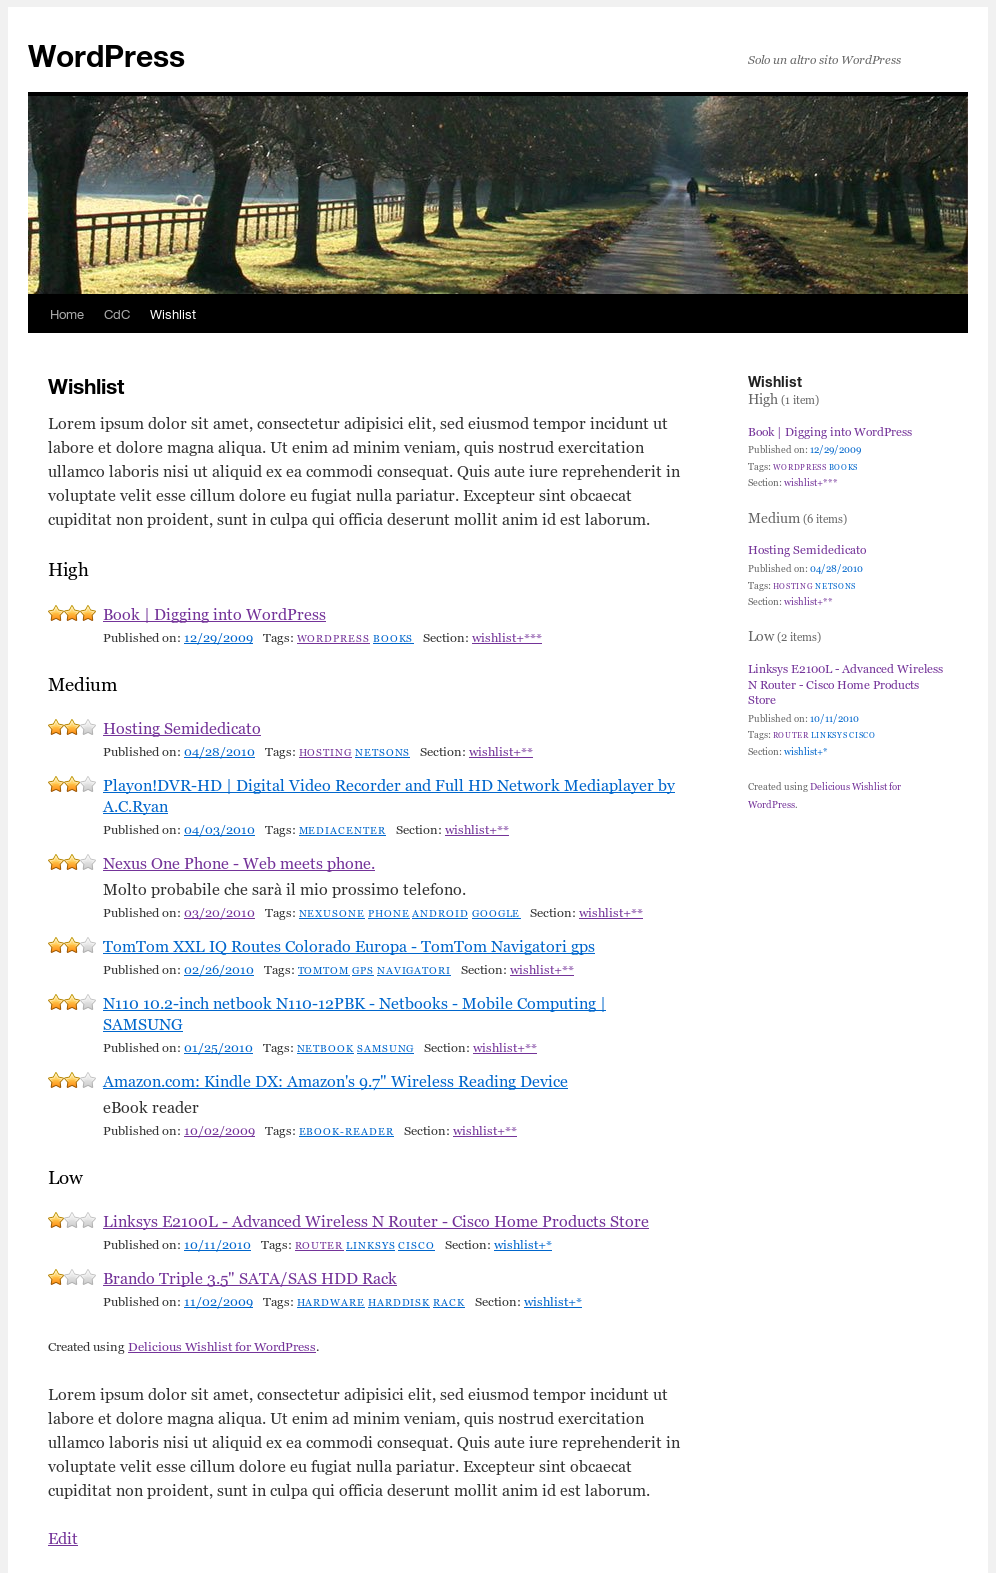 WordPress
Solo un altro sito WordPress
Home CdC Wishlist
Wishlist
Lorem ipsum dolor sit amet, consectetur adipisici elit, sed eiusmod tempor incidunt ut
labore et dolore magna aliqua. Ut enim ad minim veniam, quis nostrud exercitation
ullamco laboris nisi ut aliquid ex ea commodi consequat. Quis aute iure reprehenderit in
voluptate velit esse cillum dolore eu fugiat nulla pariatur. Excepteur sint obcaecat
cupiditat non proident, sunt in culpa qui officia deserunt mollit anim id est laborum.
High
Book | Digging into WordPress
Published on: 12/29/2009 Tags: WORDPRESS BOOKS Section: wishlist+***
Medium
Hosting Semidedicato
Published on: 04/28/2010 Tags: HOSTING NETSONS Section: wishlist+**
Playon!DVR-HD | Digital Video Recorder and Full HD Network Mediaplayer by
A.C.Ryan
Published on: 04/03/2010 Tags: MEDIACENTER Section: wishlist+**
Nexus One Phone - Web meets phone.
Molto probabile che sarà il mio prossimo telefono.
Published on: 03/20/2010 Tags: NEXUSONE PHONE ANDROID GOOGLE Section: wishlist+**
TomTom XXL IQ Routes Colorado Europa - TomTom Navigatori gps
Published on: 02/26/2010 Tags: TOMTOM GPS NAVIGATORI Section: wishlist+**
N110 10.2-inch netbook N110-12PBK - Netbooks - Mobile Computing |
SAMSUNG
Published on: 01/25/2010 Tags: NETBOOK SAMSUNG Section: wishlist+**
Amazon.com: Kindle DX: Amazon's 9.7" Wireless Reading Device
eBook reader
Published on: 10/02/2009 Tags: EBOOK-READER Section: wishlist+**
Low
Linksys E2100L - Advanced Wireless N Router - Cisco Home Products Store
Published on: 10/11/2010 Tags: ROUTER LINKSYS CISCO Section: wishlist+*
Brando Triple 3.5" SATA/SAS HDD Rack
Published on: 11/02/2009 Tags: HARDWARE HARDDISK RACK Section: wishlist+*
Created using Delicious Wishlist for WordPress.
Lorem ipsum dolor sit amet, consectetur adipisici elit, sed eiusmod tempor incidunt ut
labore et dolore magna aliqua. Ut enim ad minim veniam, quis nostrud exercitation
ullamco laboris nisi ut aliquid ex ea commodi consequat. Quis aute iure reprehenderit in
voluptate velit esse cillum dolore eu fugiat nulla pariatur. Excepteur sint obcaecat
cupiditat non proident, sunt in culpa qui officia deserunt mollit anim id est laborum.
Edit
Wishlist
High (1 item)
Book | Digging into WordPress
Published on: 12/29/2009
Tags: WORDPRESS BOOKS
Section: wishlist+***
Medium (6 items)
Hosting Semidedicato
Published on: 04/28/2010
Tags: HOSTING NETSONS
Section: wishlist+**
Low (2 items)
Linksys E2100L - Advanced Wireless
N Router - Cisco Home Products
Store
Published on: 10/11/2010
Tags: ROUTER LINKSYS CISCO
Section: wishlist+*
Created using Delicious Wishlist for
WordPress.